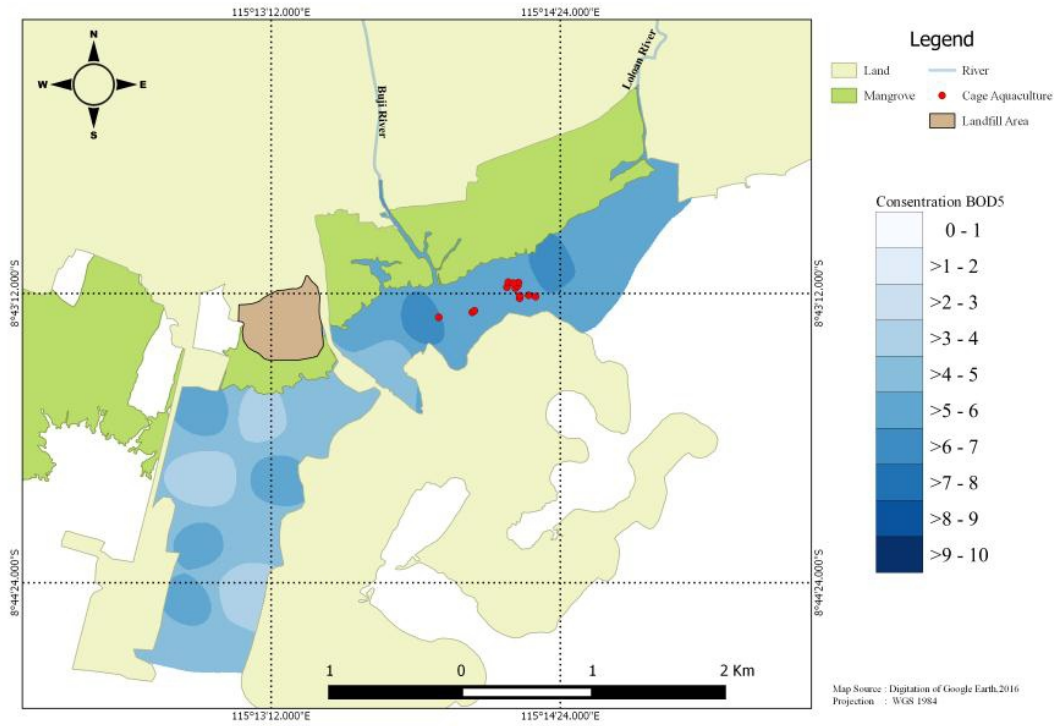 115°13'12.000"E 115°14'24.000"E
N
W E
S
Buji River
Loloan River
8°43'12.000"S 8°43'12.000"S
8°44'24.000"S 8°44'24.000"S
1 0 1 2 Km
115°13'12.000"E 115°14'24.000"E
Legend
Land River
Mangrove Cage Aquaculture
Landfill Area
Consentration BOD5
0 - 1
>1 - 2
>2 - 3
>3 - 4
>4 - 5
>5 - 6
>6 - 7
>7 - 8
>8 - 9
>9 - 10
Map Source : Digitation of Google Earth,2016
Projection : WGS 1984